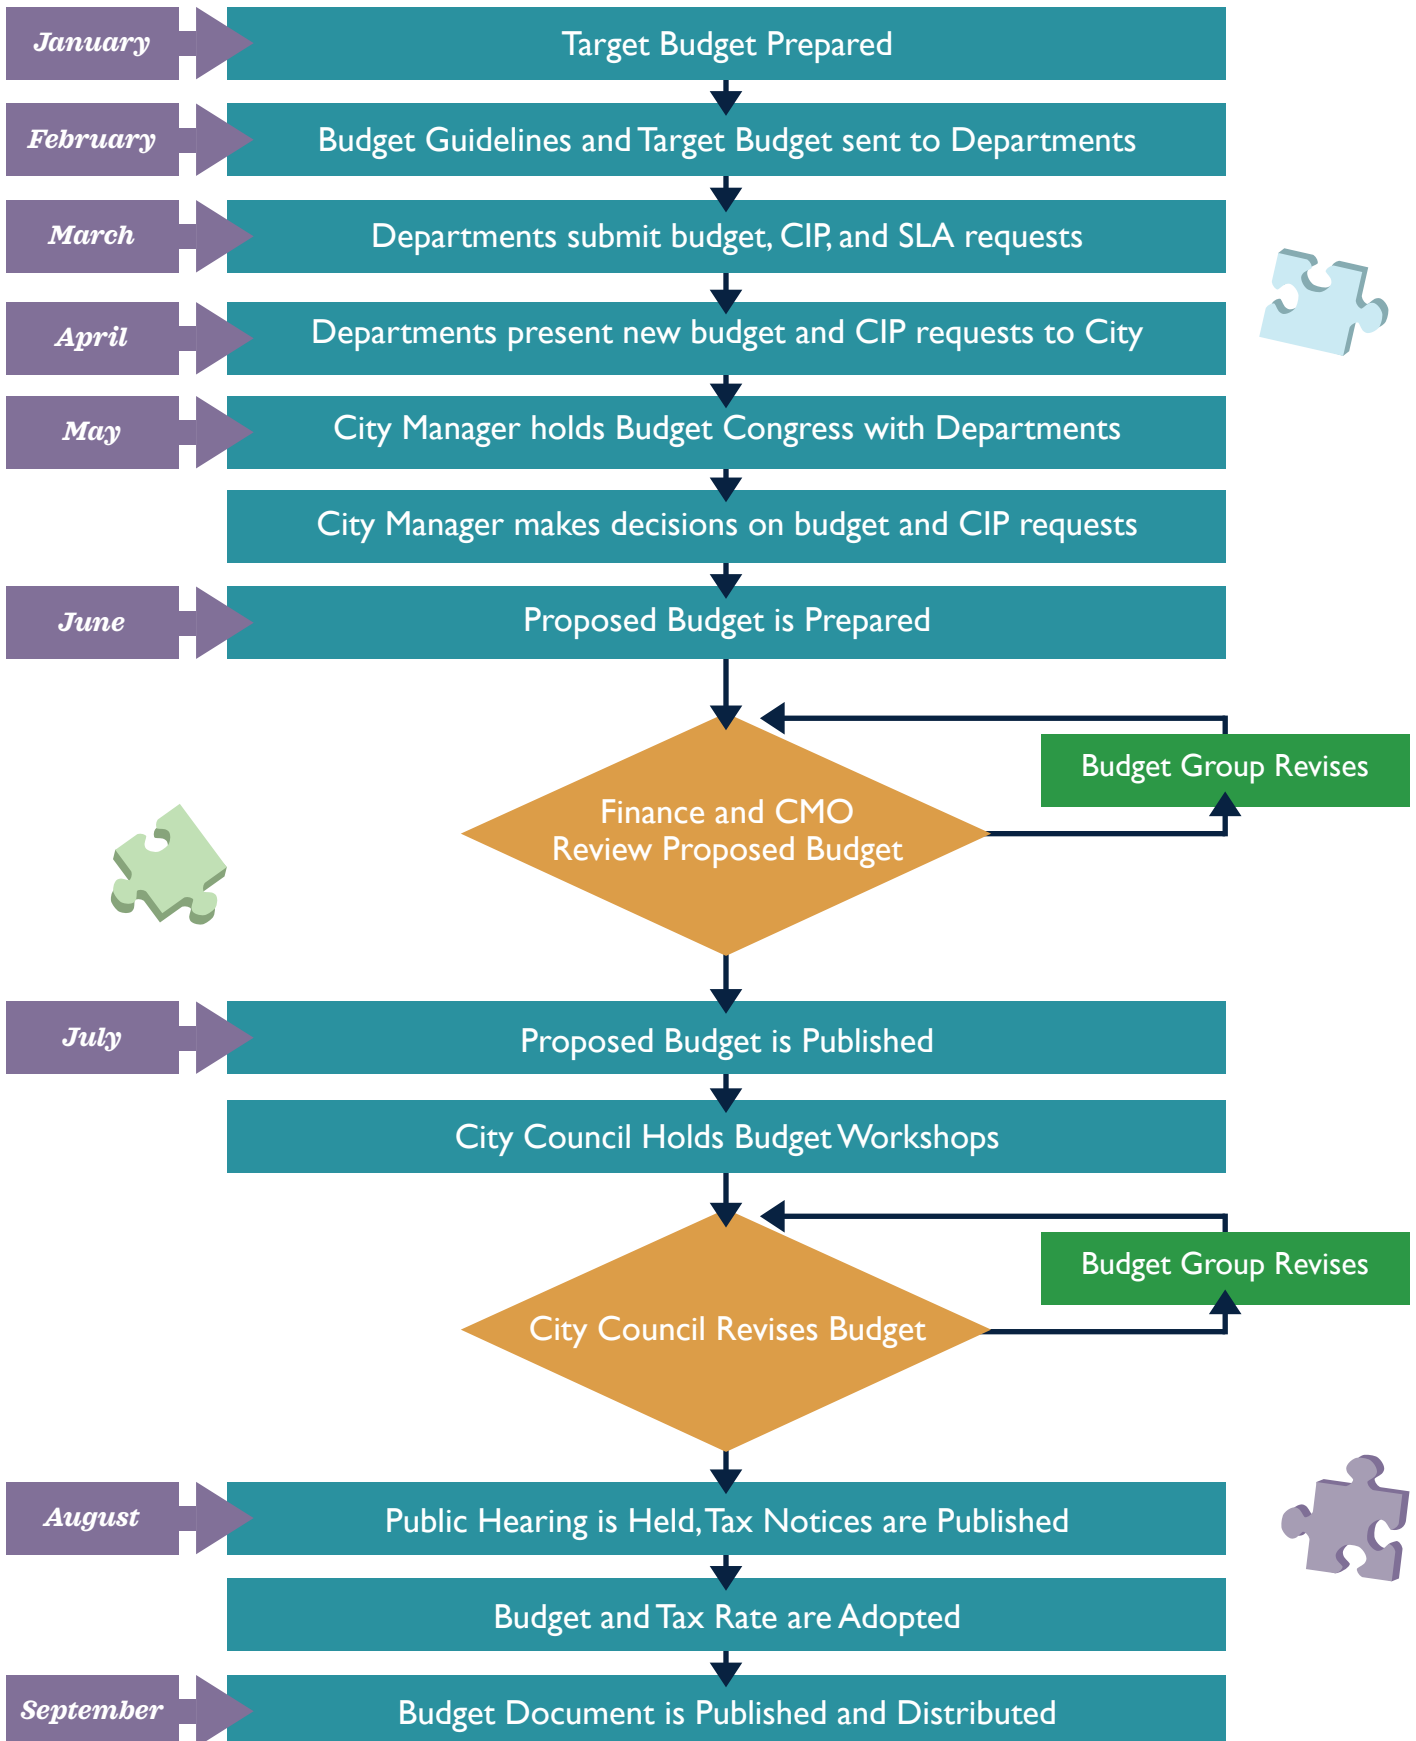 January
Target Budget Prepared
February
Budget Guidelines and Target Budget sent to Departments
March
Departments submit budget, CIP, and SLA requests
April
Departments present new budget and CIP requests to City
May
City Manager holds Budget Congress with Departments
City Manager makes decisions on budget and CIP requests
June
Proposed Budget is Prepared
Budget Group Revises
Finance and CMO
Review Proposed Budget
July
Proposed Budget is Published
City Council Holds Budget Workshops
Budget Group Revises
City Council Revises Budget
August
Public Hearing is Held, Tax Notices are Published
Budget and Tax Rate are Adopted
September
Budget Document is Published and Distributed